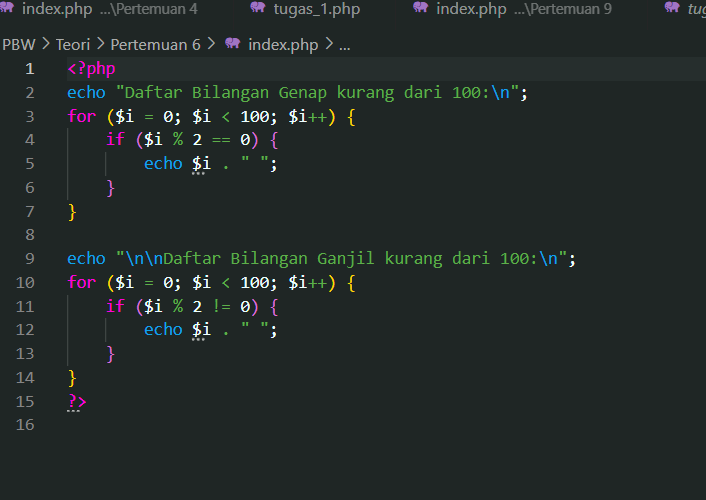 index.php ...\Pertemuan 4 tugas_1.php index.php ...\Pertemuan 9 tug
PBW > Teori > Pertemuan 6 > index.php > ...
1 <?php
2 echo "Daftar Bilangan Genap kurang dari 100:\n";
3 for ($i = 0; $i < 100; $i++) {
4 if ($i % 2 == 0) {
5 echo $i . " ";
6 }
7 }
8
9 echo "\n\nDaftar Bilangan Ganjil kurang dari 100:\n";
10 for ($i = 0; $i < 100; $i++) {
11 if ($i % 2 != 0) {
12 echo $i . " ";
13 }
14 }
15 ?>
16